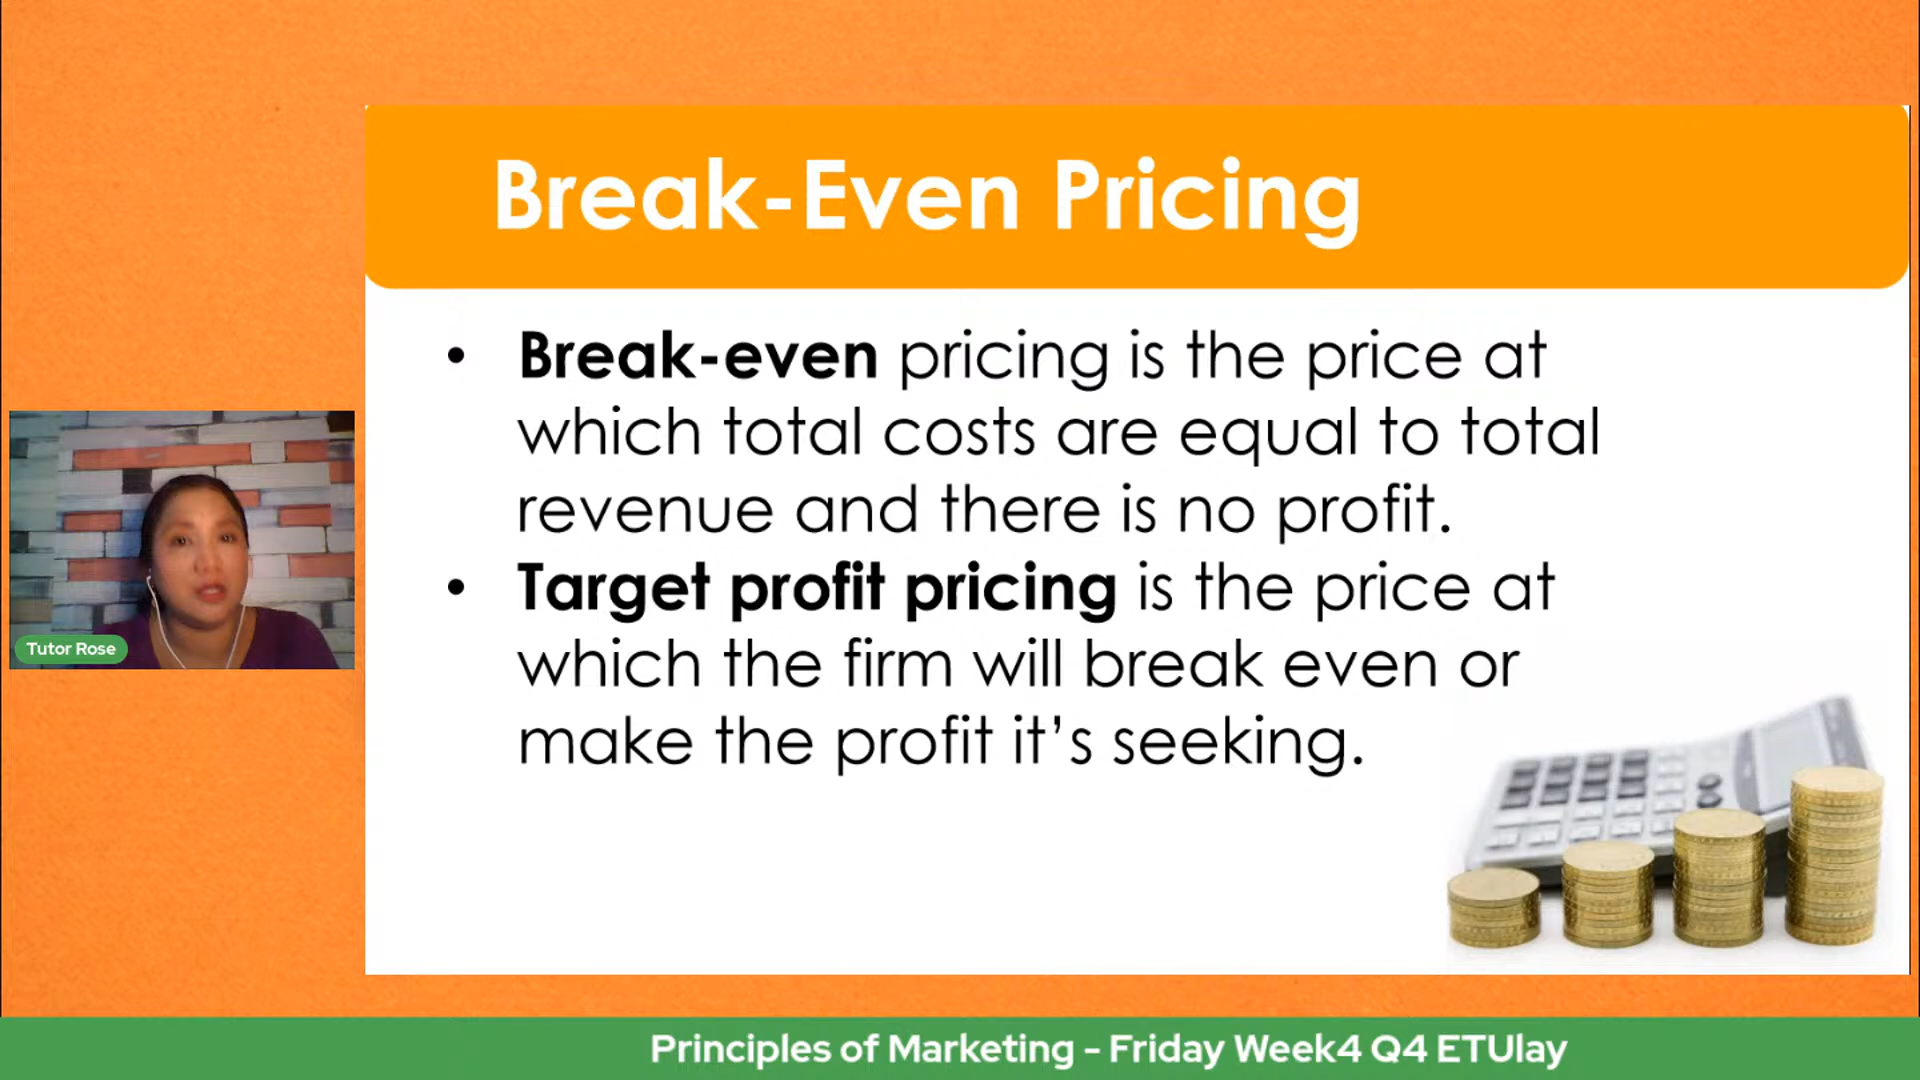 Break-Even Pricing
• Break-even pricing is the price at
which total costs are equal to total
revenue and there is no profit.
• Target profit pricing is the price at
which the firm will break even or
make the profit it’s seeking.
Tutor Rose
Principles of Marketing - Friday Week4 Q4 ETUlay